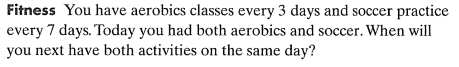 Fitness You have aerobics classes every 3 days and soccer practice
every 7 days. Today you had both aerobics and soccer. When will
you next have both activities on the same day?